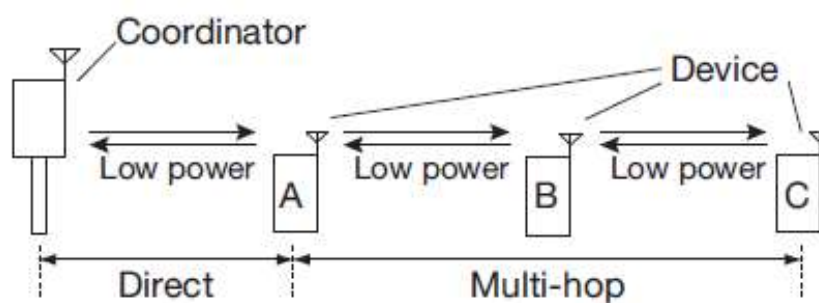 Coordinator
Device
Low power
Low power
Low power
A
B
C
Direct
Multi-hop